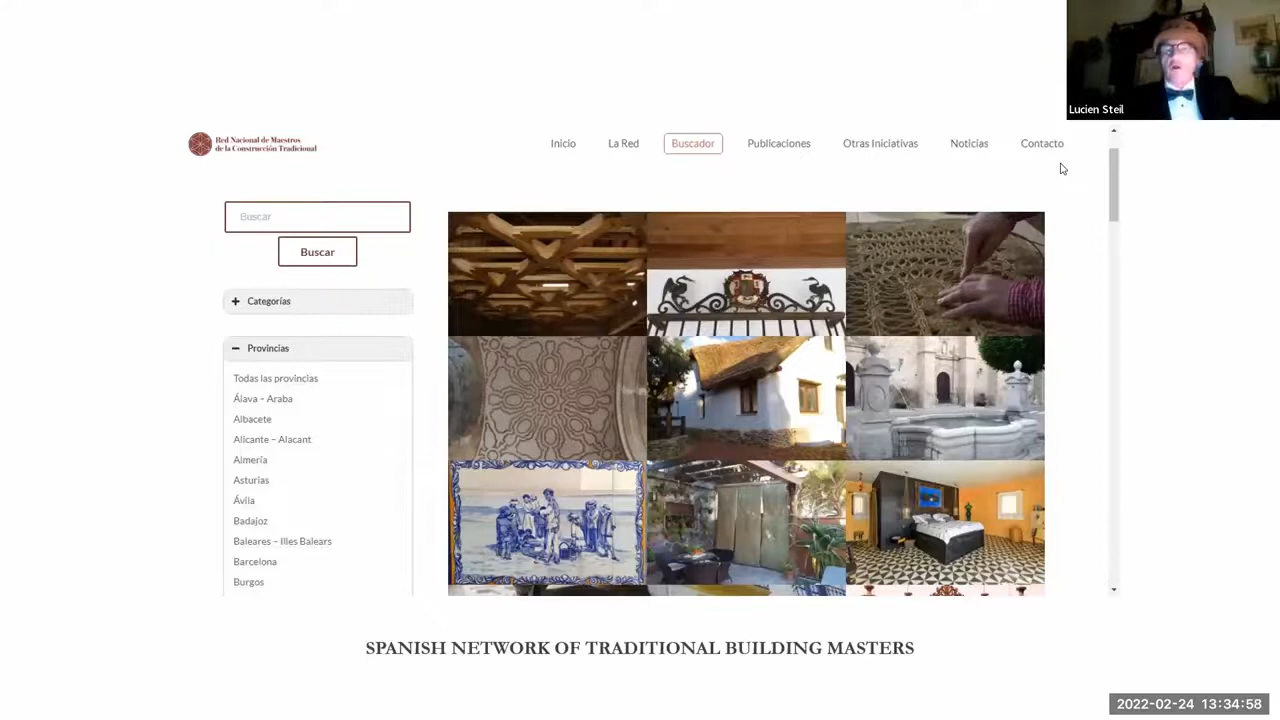 Lucien Steil
Red Nacional de Maestros
de la Construcción Tradicional
Inicio
La Red
Buscador
Publicaciones
Otras Iniciativas
Noticias
Contacto
Buscar
Buscar
+ Categorías
− Provincias
Todas las provincias
Álava – Araba
Albacete
Alicante – Alacant
Almería
Asturias
Ávila
Badajoz
Baleares – Illes Balears
Barcelona
Burgos
SPANISH NETWORK OF TRADITIONAL BUILDING MASTERS
2022-02-24 13:34:58